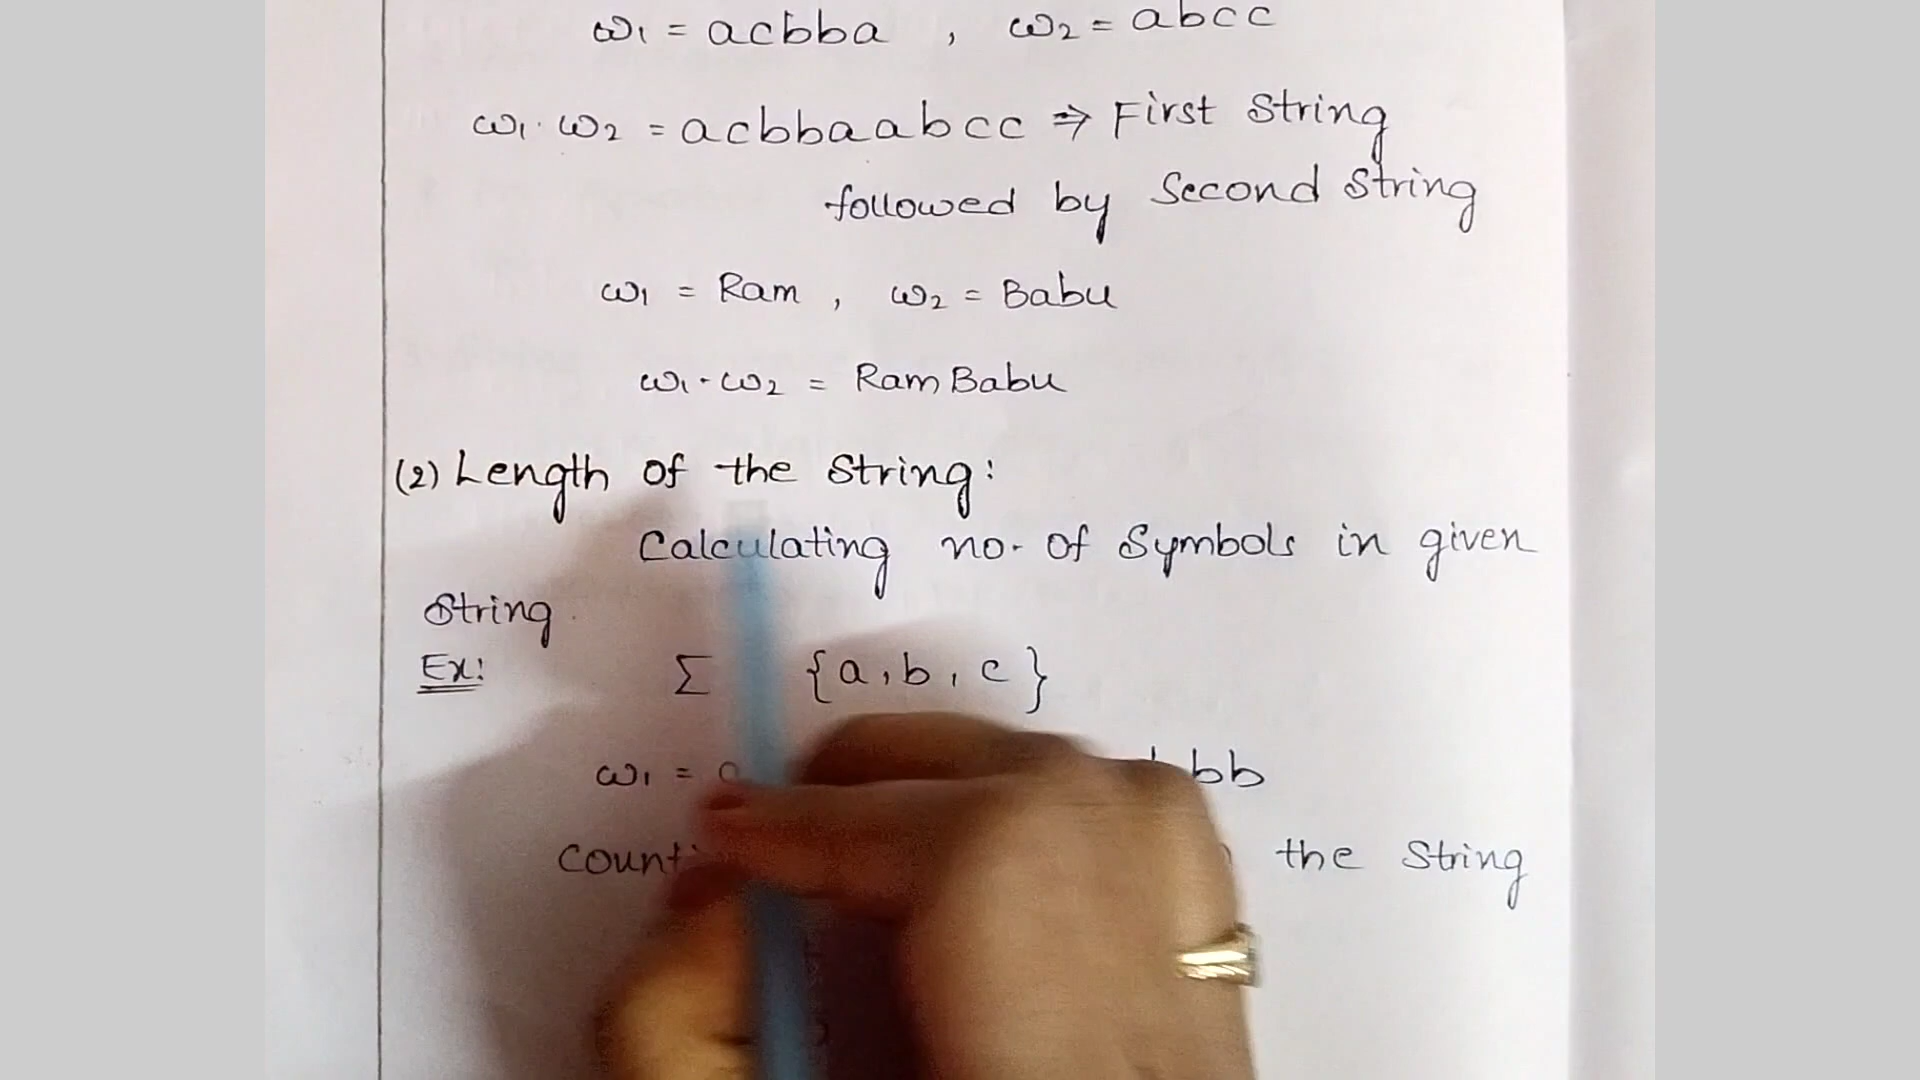 ω1 = acbba , ω2 = abcc
ω1 · ω2 = acbbaabcc ⇒ First String
followed by Second String
ω1 = Ram , ω2 = Babu
ω1 · ω2 = Ram Babu
(2) Length of the String:
Calculating no. of Symbols in given
String.
Ex: Σ {a, b, c}
ω1 =
the String